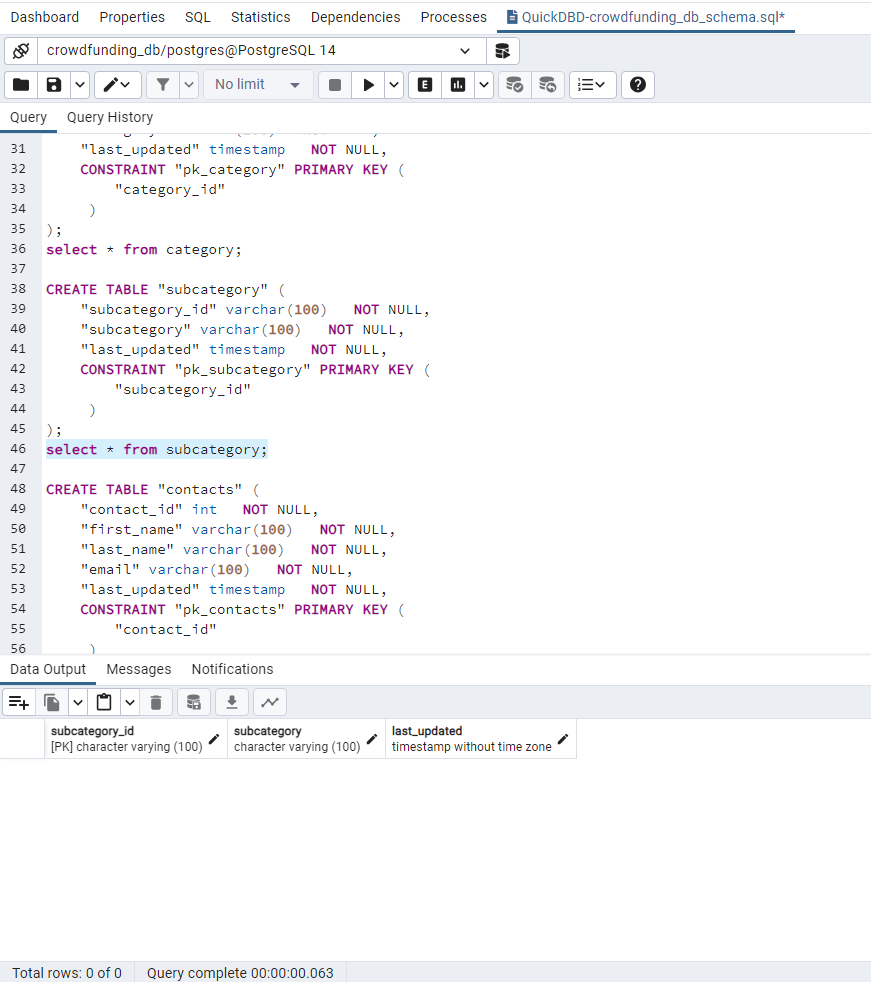 Dashboard Properties SQL Statistics Dependencies Processes QuickDBD-crowdfunding_db_schema.sql*
crowdfunding_db/postgres@PostgreSQL 14
No limit E
Query Query History
31 "last_updated" timestamp   NOT NULL,
32 CONSTRAINT "pk_category" PRIMARY KEY (
33 "category_id"
34 )
35 );
36 select * from category;
37
38 CREATE TABLE "subcategory" (
39 "subcategory_id" varchar(100)   NOT NULL,
40 "subcategory" varchar(100)   NOT NULL,
41 "last_updated" timestamp   NOT NULL,
42 CONSTRAINT "pk_subcategory" PRIMARY KEY (
43 "subcategory_id"
44 )
45 );
46 select * from subcategory;
47
48 CREATE TABLE "contacts" (
49 "contact_id" int   NOT NULL,
50 "first_name" varchar(100)   NOT NULL,
51 "last_name" varchar(100)   NOT NULL,
52 "email" varchar(100)   NOT NULL,
53 "last_updated" timestamp   NOT NULL,
54 CONSTRAINT "pk_contacts" PRIMARY KEY (
55 "contact_id"
56 )
Data Output Messages Notifications
subcategory_id subcategory last_updated
[PK] character varying (100) character varying (100) timestamp without time zone
Total rows: 0 of 0 Query complete 00:00:00.063